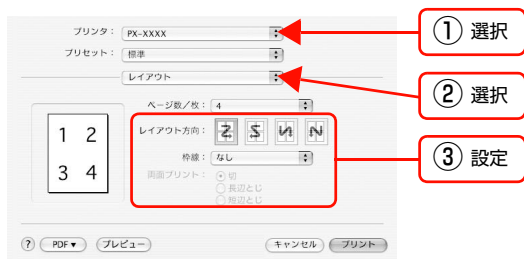 プリンタ： PX-XXXX
① 選択
プリセット： 標準
レイアウト
② 選択
ページ数/枚： 4
レイアウト方向：
1 2
3 4
枠線： なし
③ 設定
両面プリント： 切
長辺とじ
短辺とじ
? PDF▼ プレビュー キャンセル プリント